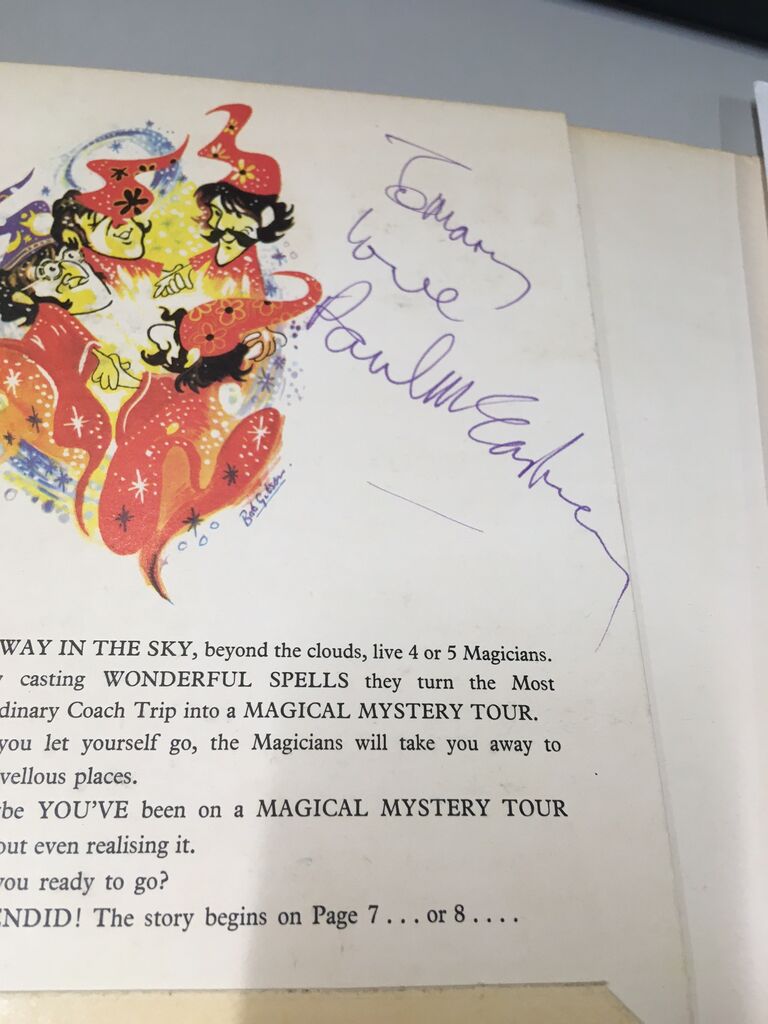 To mary
love
Paul McCartney
Bob Gibson
WAY IN THE SKY, beyond the clouds, live 4 or 5 Magicians.
casting WONDERFUL SPELLS they turn the Most
dinary Coach Trip into a MAGICAL MYSTERY TOUR.
you let yourself go, the Magicians will take you away to
vellous places.
be YOU'VE been on a MAGICAL MYSTERY TOUR
out even realising it.
you ready to go?
ENDID! The story begins on Page 7 . . . or 8 . . . .